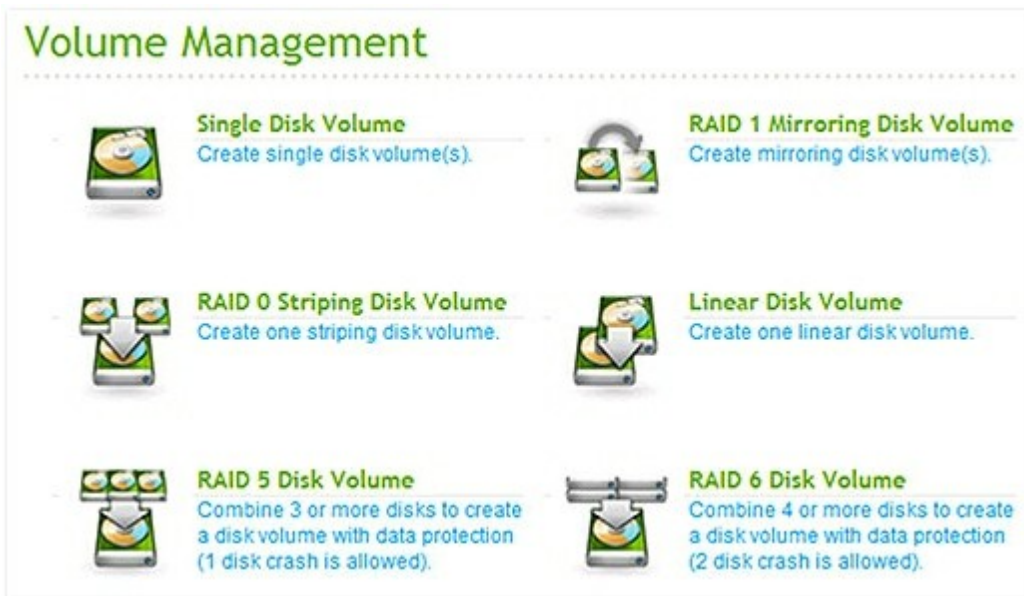 Volume Management
Single Disk Volume
Create single disk volume(s).
RAID 1 Mirroring Disk Volume
Create mirroring disk volume(s).
RAID 0 Striping Disk Volume
Create one striping disk volume.
Linear Disk Volume
Create one linear disk volume.
RAID 5 Disk Volume
Combine 3 or more disks to create
a disk volume with data protection
(1 disk crash is allowed).
RAID 6 Disk Volume
Combine 4 or more disks to create
a disk volume with data protection
(2 disk crash is allowed).